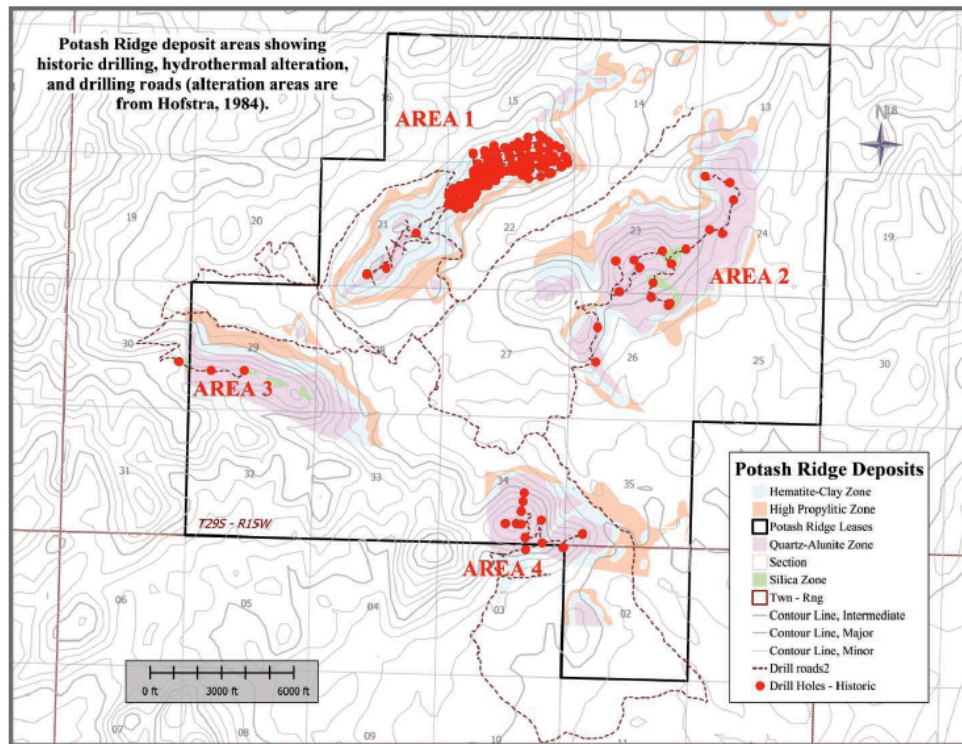 Potash Ridge deposit areas showing
historic drilling, hydrothermal alteration,
and drilling roads (alteration areas are
from Hofstra, 1984).
16
15
14
13
18
N
AREA 1
19
20
21
22
23
24
19
AREA 2
30
29
28
27
26
25
30
AREA 3
31
32
33
34
35
T29S - R15W
AREA 4
06
05
04
03
02
07
08
09
10
11
0 ft
3000 ft
6000 ft
Potash Ridge Deposits
Hematite-Clay Zone
High Propylitic Zone
Potash Ridge Leases
Quartz-Alunite Zone
Section
Silica Zone
Twn - Rng
Contour Line, Intermediate
Contour Line, Major
Contour Line, Minor
Drill roads2
Drill Holes - Historic